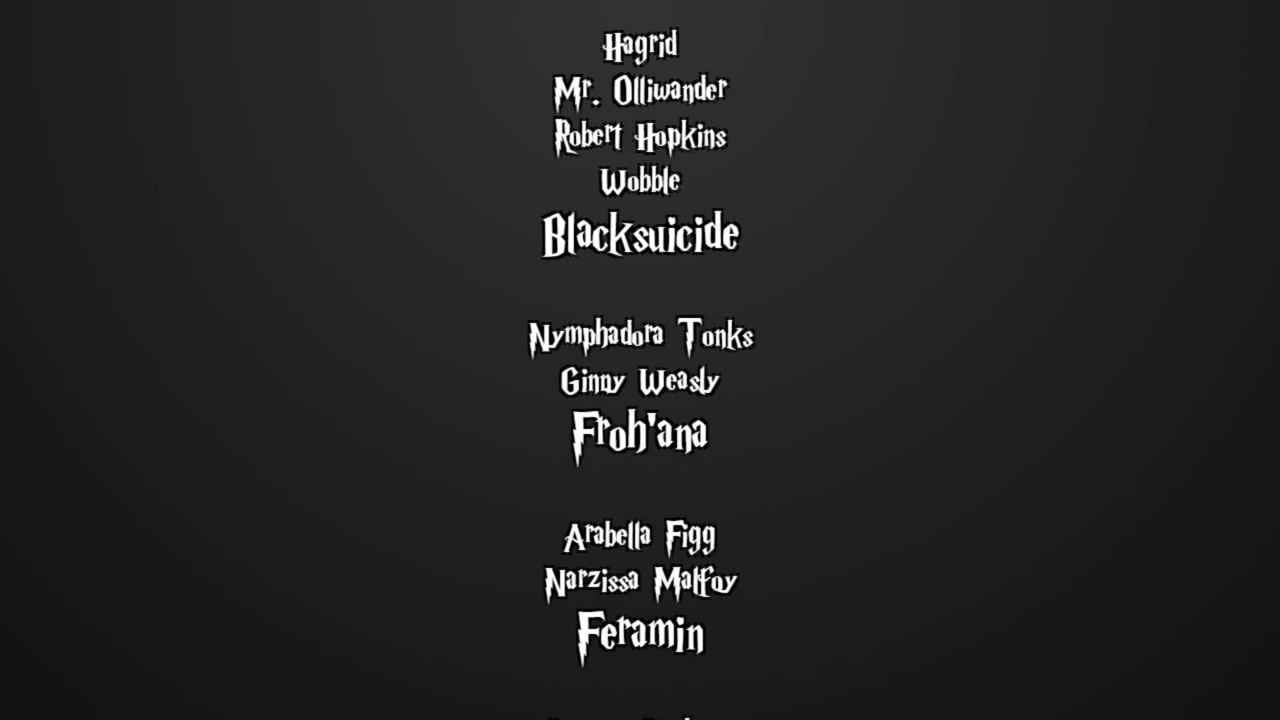 Hagrid
Mr. Olliwander
Robert Hopkins
Wobble
Blacksuicide
Nymphadora Tonks
Ginny Weasly
Froh'ana
Arabella Figg
Narzissa Malfoy
Feramin